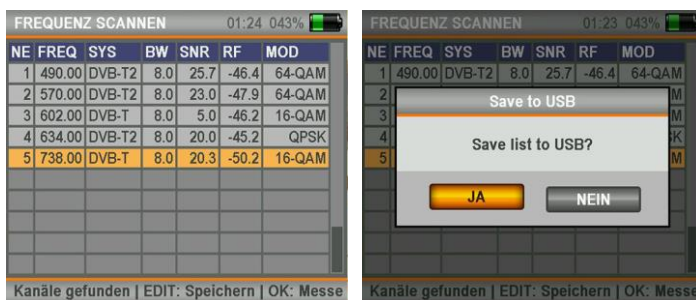 FREQUENZ SCANNEN 01:24 043%
NE FREQ SYS BW SNR RF MOD
1 490.00 DVB-T2 8.0 25.7 -46.4 64-QAM
2 570.00 DVB-T2 8.0 23.0 -47.9 64-QAM
3 602.00 DVB-T 8.0 5.0 -46.2 16-QAM
4 634.00 DVB-T2 8.0 20.0 -45.2 QPSK
5 738.00 DVB-T 8.0 20.3 -50.2 16-QAM
Kanäle gefunden | EDIT: Speichern | OK: Messe
FREQUENZ SCANNEN 01:23 043%
NE FREQ SYS BW SNR RF MOD
1 490.00 DVB-T2 8.0 25.7 -46.4 64-QAM
2 M
Save to USB
3 M
4 SK
Save list to USB?
5 M
JA NEIN
Kanäle gefunden | EDIT: Speichern | OK: Messe